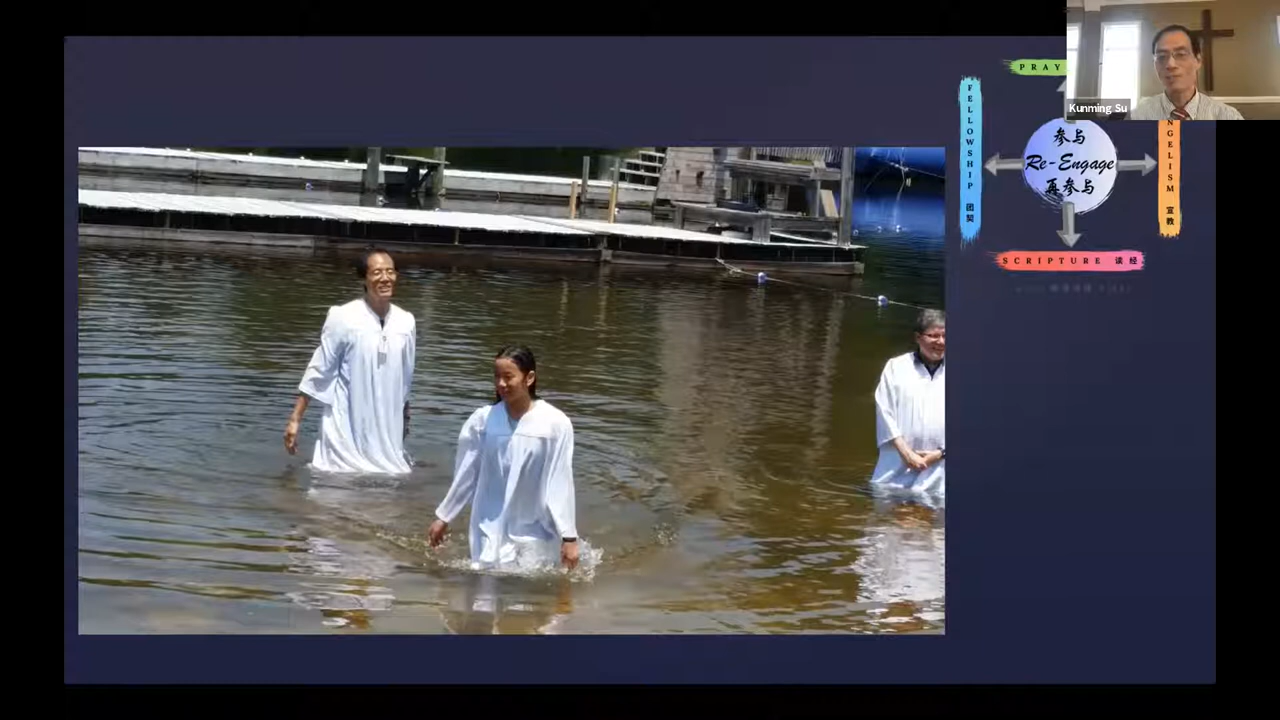 PRAY
Kunming Su
FELLOWSHIP 团契
参与
Re-Engage
再参与
NGELISM 宣教
SCRIPTURE 读经